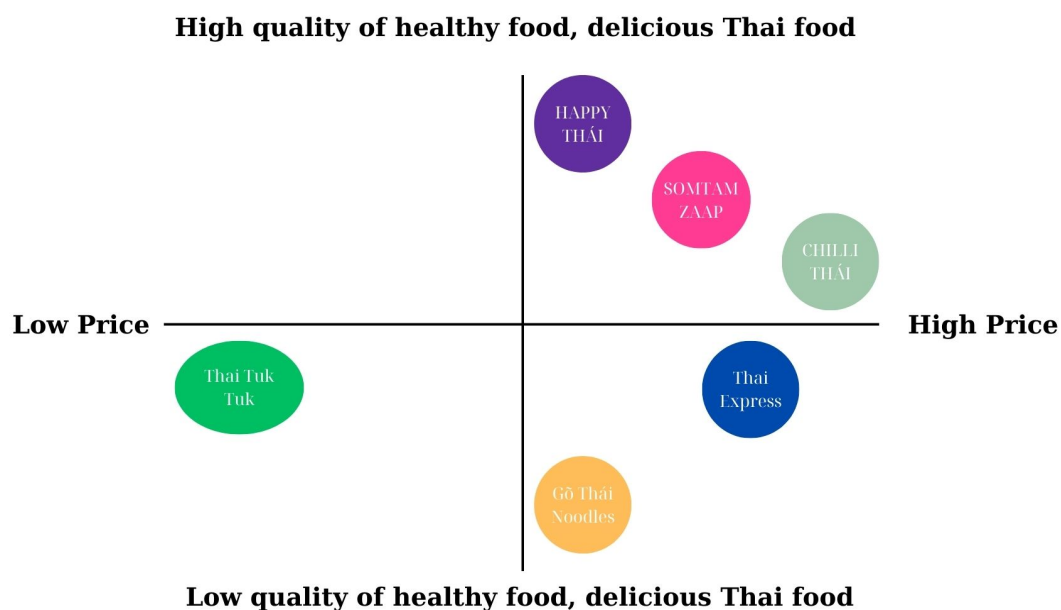 High quality of healthy food, delicious Thai food
HAPPY
THÁI
SOMTAM
ZAAP
CHILLI
THÁI
Low Price
High Price
Thai Tuk
Tuk
Thai
Express
Gõ Thái
Noodles
Low quality of healthy food, delicious Thai food